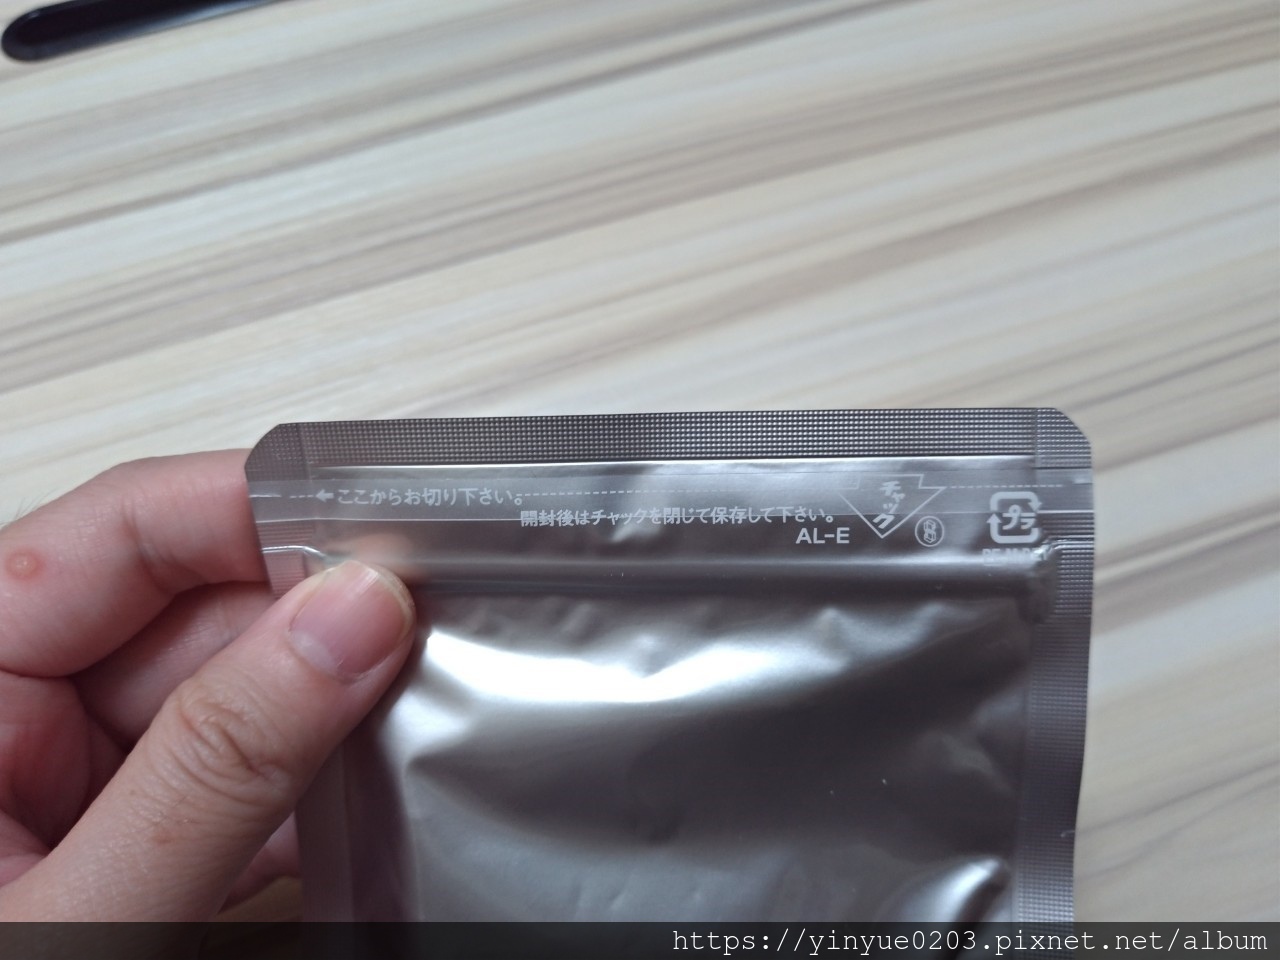 ←ここからお切り下さい。
開封後はチャックを閉じて保存して下さい。
チャック
AL-E
プラ
https://yinyue0203.pixnet.net/album